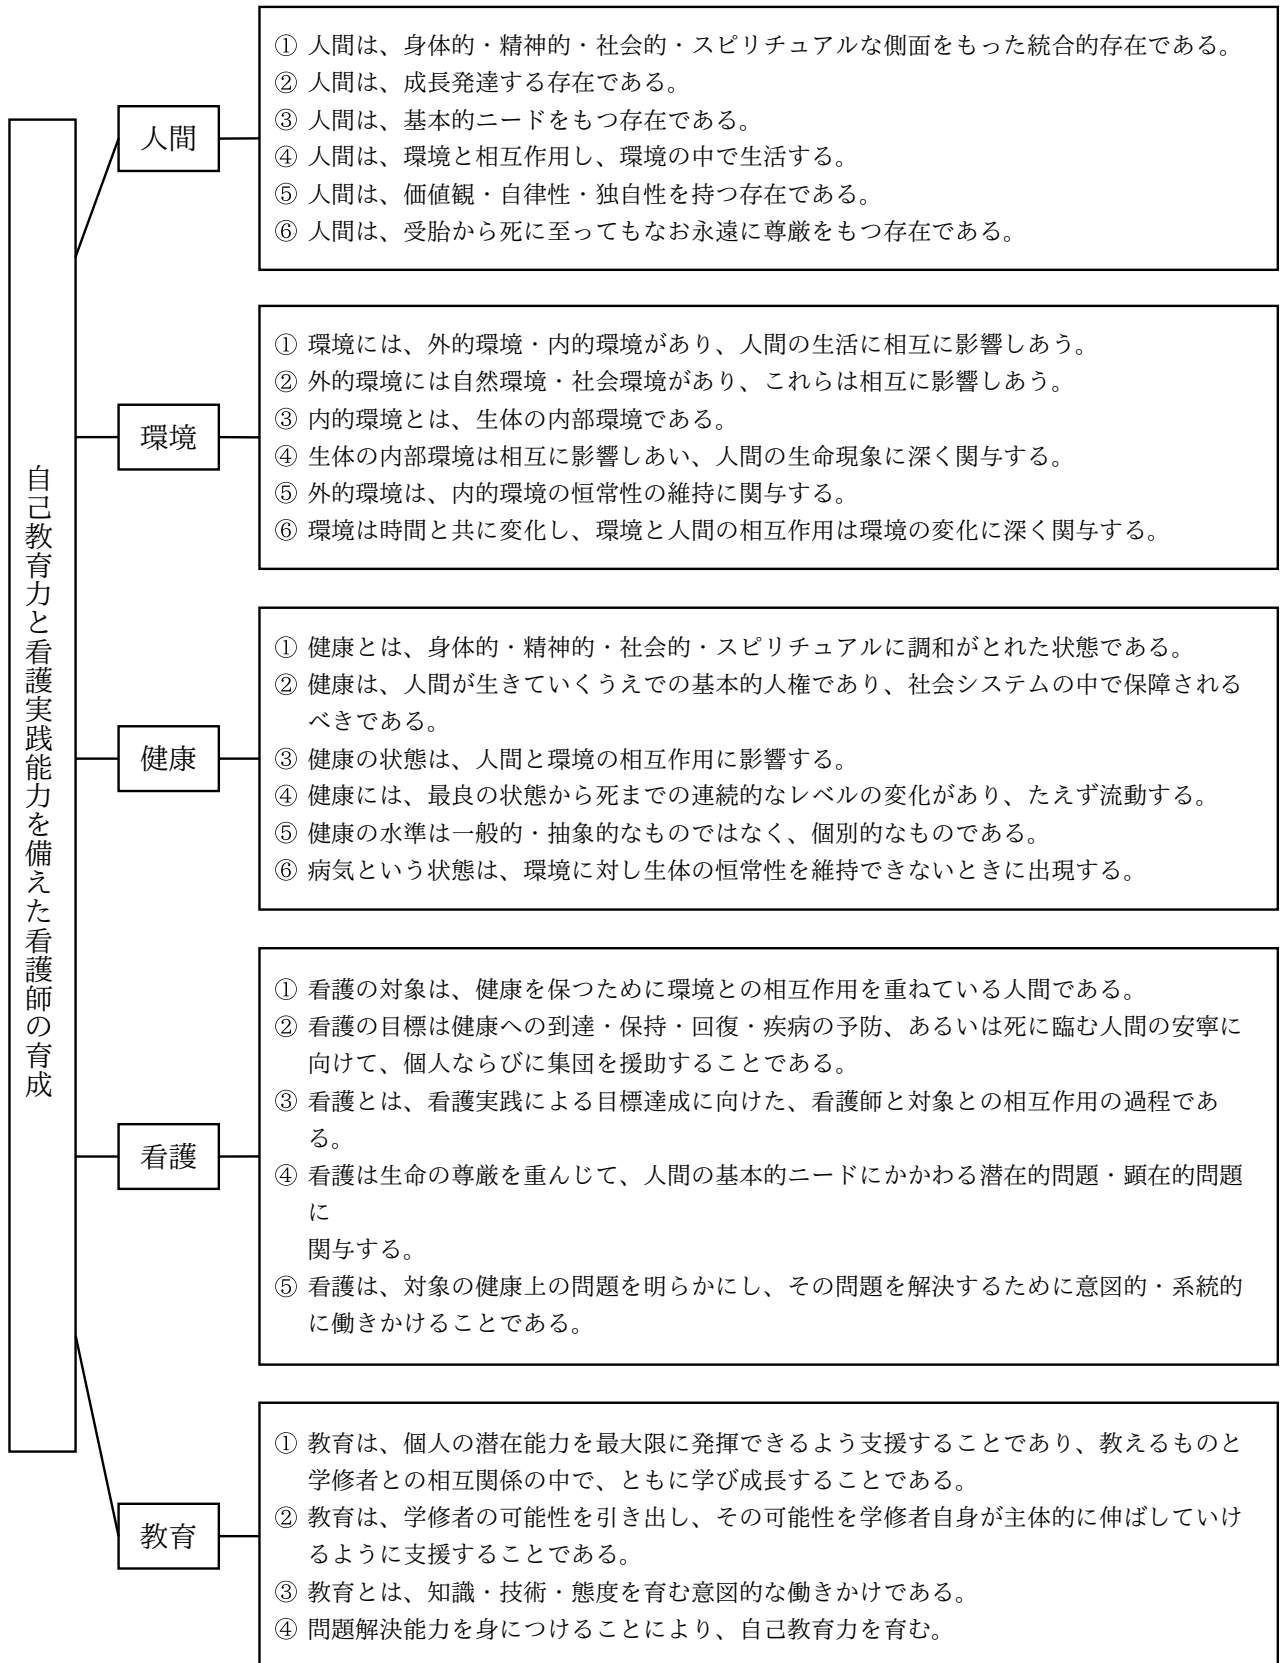 自己教育力と看護実践能力を備えた看護師の育成
人間
① 人間は、身体的・精神的・社会的・スピリチュアルな側面をもった統合的存在である。
② 人間は、成長発達する存在である。
③ 人間は、基本的ニードをもつ存在である。
④ 人間は、環境と相互作用し、環境の中で生活する。
⑤ 人間は、価値観・自律性・独自性を持つ存在である。
⑥ 人間は、受胎から死に至ってもなお永遠に尊厳をもつ存在である。
環境
① 環境には、外的環境・内的環境があり、人間の生活に相互に影響しあう。
② 外的環境には自然環境・社会環境があり、これらは相互に影響しあう。
③ 内的環境とは、生体の内部環境である。
④ 生体の内部環境は相互に影響しあい、人間の生命現象に深く関与する。
⑤ 外的環境は、内的環境の恒常性の維持に関与する。
⑥ 環境は時間と共に変化し、環境と人間の相互作用は環境の変化に深く関与する。
健康
① 健康とは、身体的・精神的・社会的・スピリチュアルに調和がとれた状態である。
② 健康は、人間が生きていくうえでの基本的人権であり、社会システムの中で保障される
べきである。
③ 健康の状態は、人間と環境の相互作用に影響する。
④ 健康には、最良の状態から死までの連続的なレベルの変化があり、たえず流動する。
⑤ 健康の水準は一般的・抽象的なものではなく、個別的なものである。
⑥ 病気という状態は、環境に対し生体の恒常性を維持できないときに出現する。
看護
① 看護の対象は、健康を保つために環境との相互作用を重ねている人間である。
② 看護の目標は健康への到達・保持・回復・疾病の予防、あるいは死に臨む人間の安寧に
向けて、個人ならびに集団を援助することである。
③ 看護とは、看護実践による目標達成に向けた、看護師と対象との相互作用の過程であ
る。
④ 看護は生命の尊厳を重んじて、人間の基本的ニードにかかわる潜在的問題・顕在的問題
に
関与する。
⑤ 看護は、対象の健康上の問題を明らかにし、その問題を解決するために意図的・系統的
に働きかけることである。
教育
① 教育は、個人の潜在能力を最大限に発揮できるよう支援することであり、教えるものと
学修者との相互関係の中で、ともに学び成長することである。
② 教育は、学修者の可能性を引き出し、その可能性を学修者自身が主体的に伸ばしていけ
るように支援することである。
③ 教育とは、知識・技術・態度を育む意図的な働きかけである。
④ 問題解決能力を身につけることにより、自己教育力を育む。